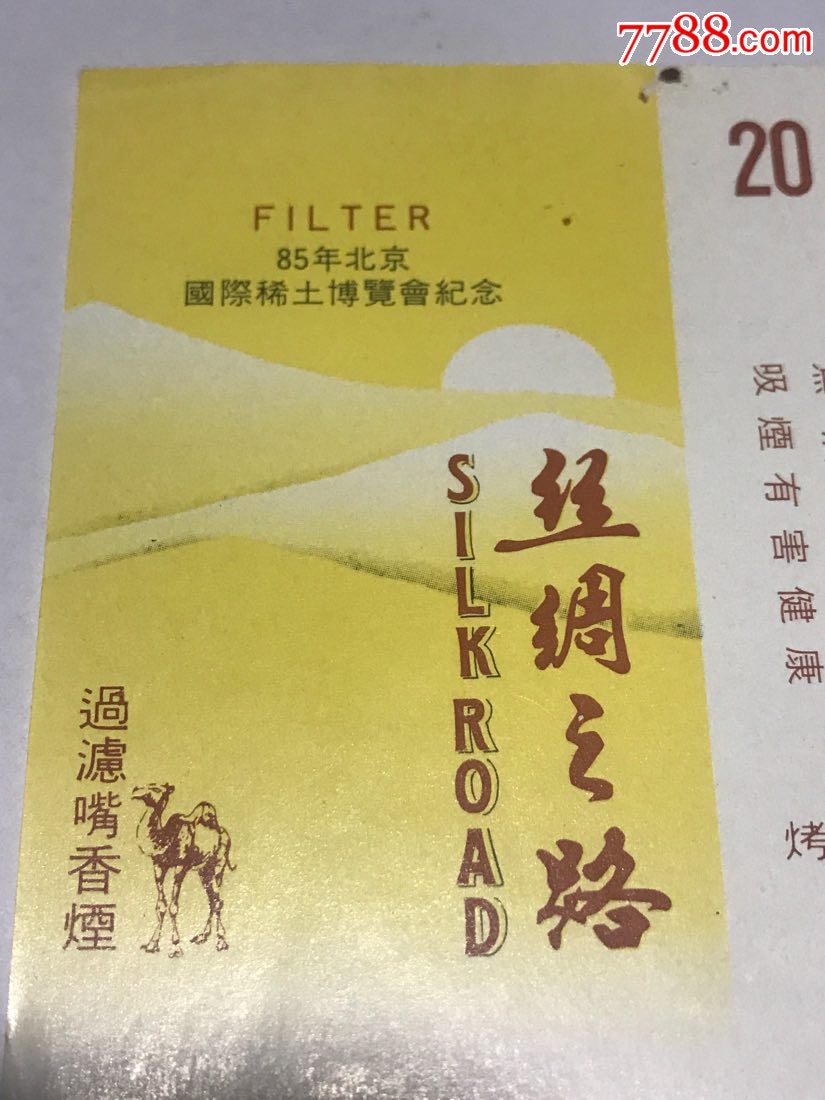 7788.com
FILTER
85年北京
國際稀土博覽會紀念
SILK ROAD
丝绸之路
過濾嘴香煙
20
吸煙有害健康
烤